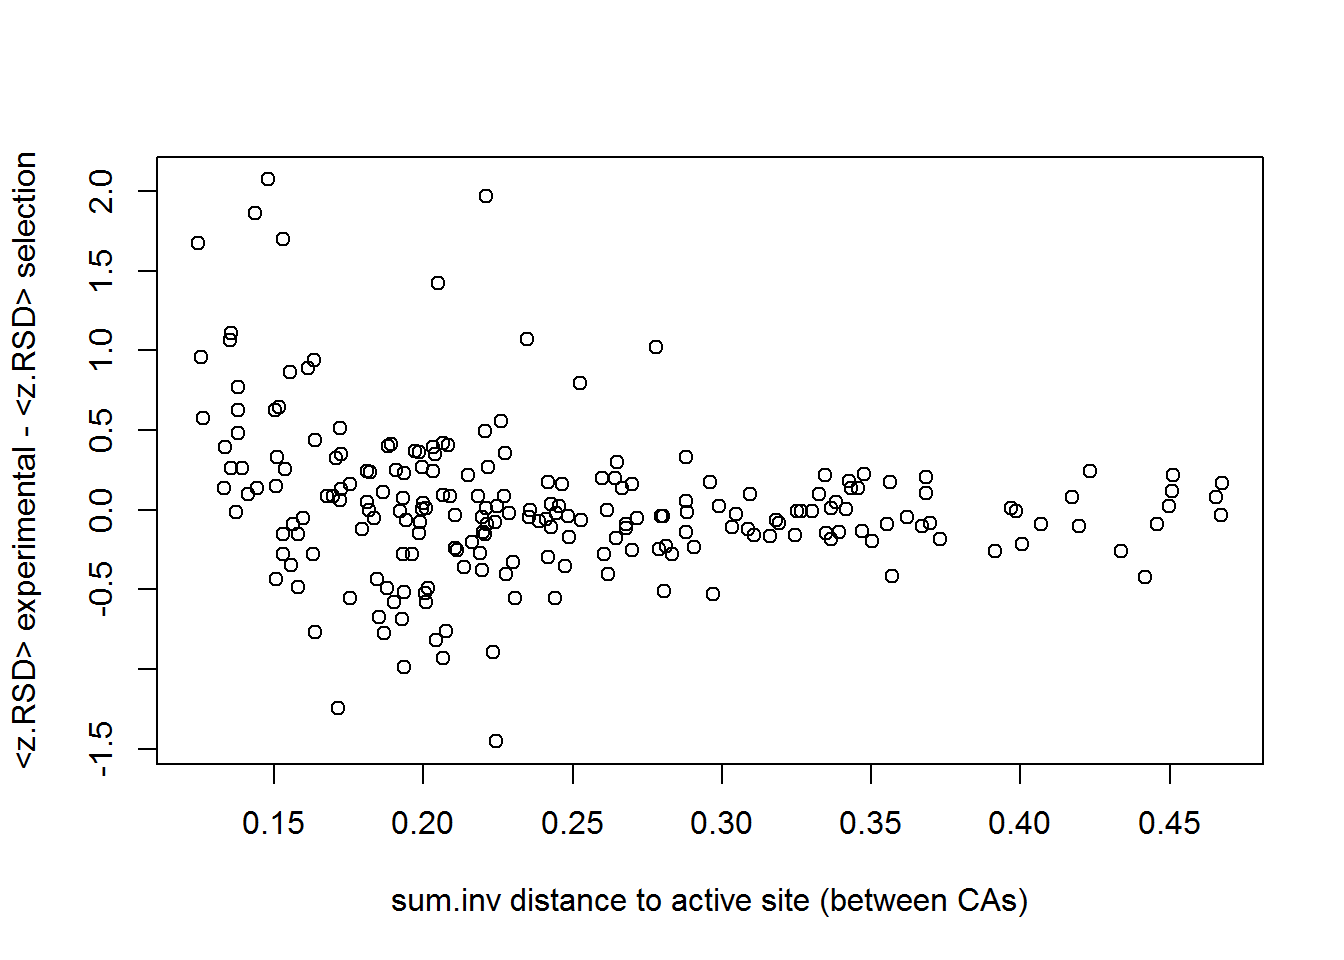 <z.RSD> experimental - <z.RSD> selection
2.0
1.5
1.0
0.5
0.0
-0.5
-1.5
0.15 0.20 0.25 0.30 0.35 0.40 0.45
sum.inv distance to active site (between CAs)